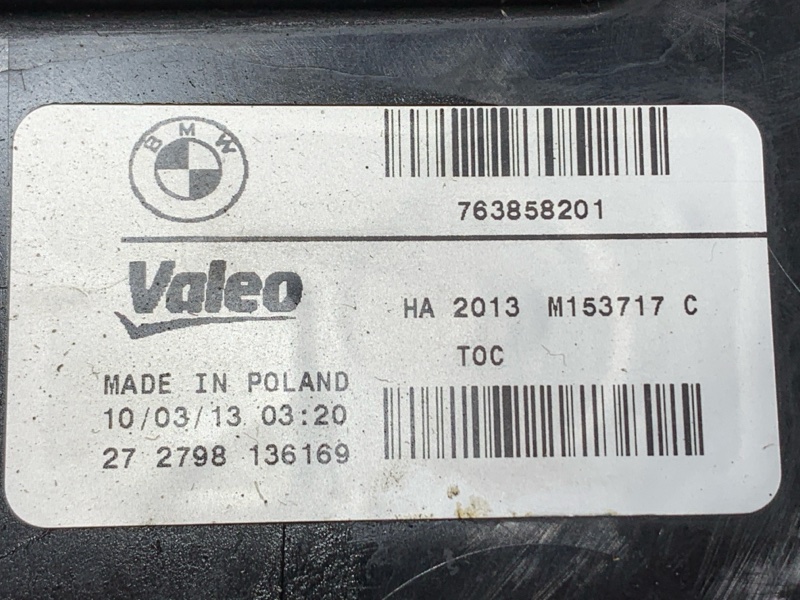 BMW
763858201
Valeo
HA 2013 M153717 C
TOC
MADE IN POLAND
10/03/13 03:20
27 2798 136169